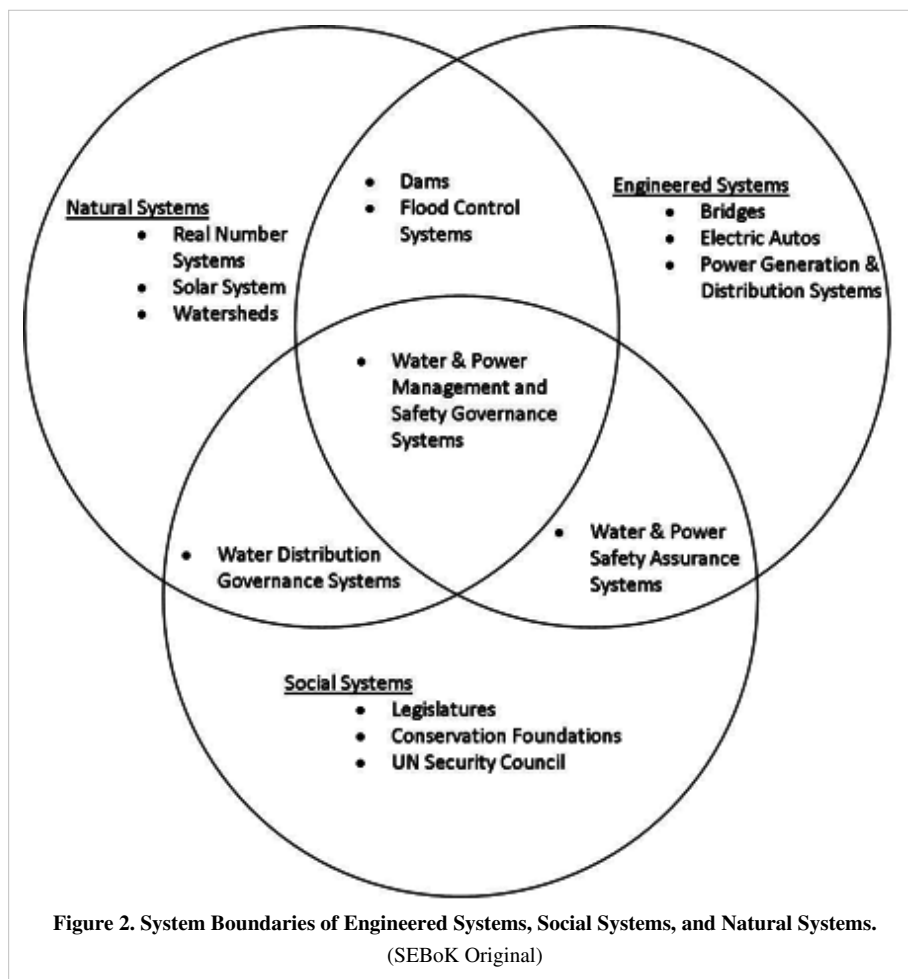 Natural Systems
• Real Number
Systems
• Solar System
• Watersheds
• Dams
• Flood Control
Systems
Engineered Systems
• Bridges
• Electric Autos
• Power Generation &
Distribution Systems
• Water & Power
Management and
Safety Governance
Systems
• Water Distribution
Governance Systems
• Water & Power
Safety Assurance
Systems
Social Systems
• Legislatures
• Conservation Foundations
• UN Security Council
Figure 2. System Boundaries of Engineered Systems, Social Systems, and Natural Systems.
(SEBoK Original)